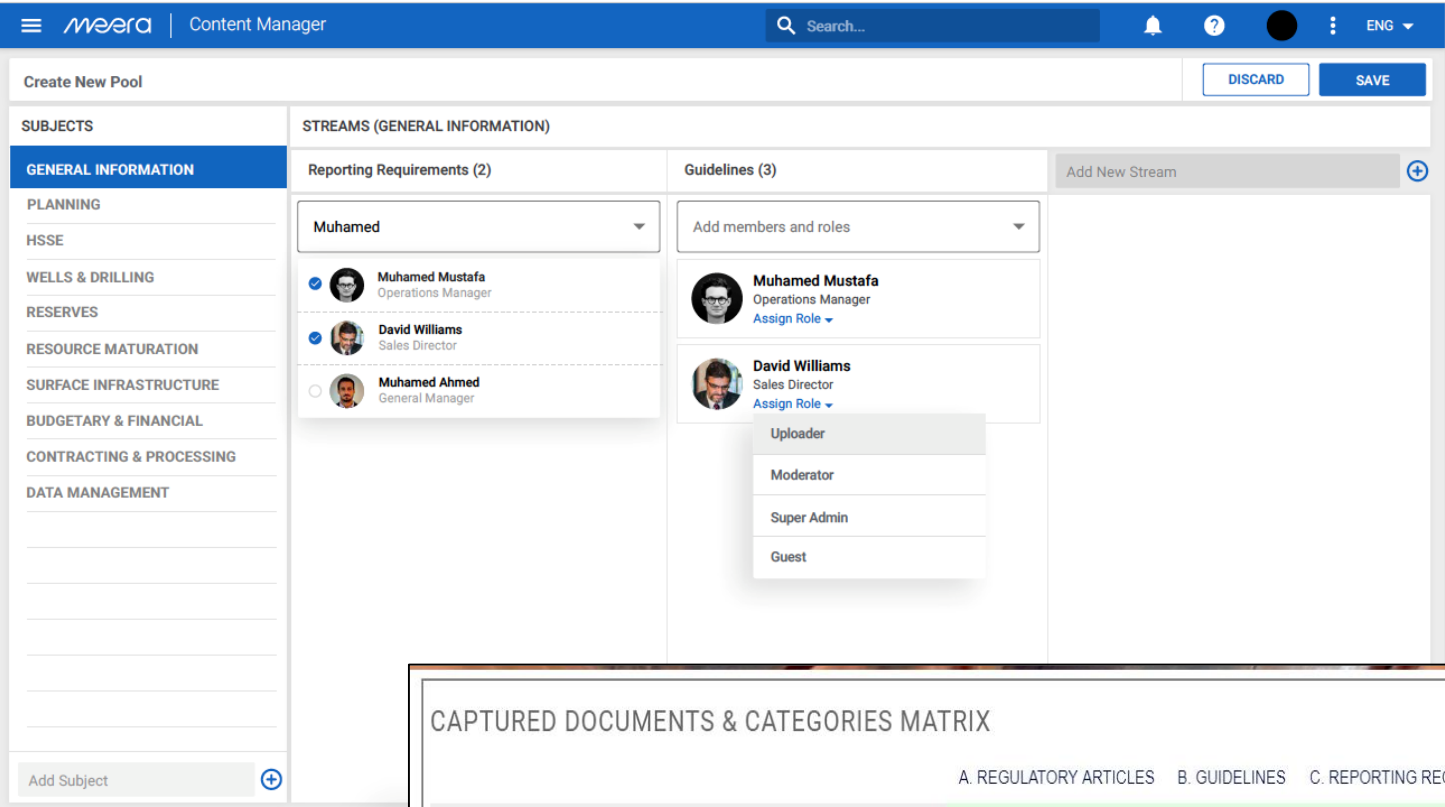 meera Content Manager Search... ENG
Create New Pool DISCARD SAVE
SUBJECTS
GENERAL INFORMATION
PLANNING
HSSE
WELLS & DRILLING
RESERVES
RESOURCE MATURATION
SURFACE INFRASTRUCTURE
BUDGETARY & FINANCIAL
CONTRACTING & PROCESSING
DATA MANAGEMENT
Add Subject
STREAMS (GENERAL INFORMATION)
Reporting Requirements (2)
Muhamed
Muhamed Mustafa
Operations Manager
David Williams
Sales Director
Muhamed Ahmed
General Manager
Guidelines (3)
Add members and roles
Muhamed Mustafa
Operations Manager
Assign Role
David Williams
Sales Director
Assign Role
Uploader
Moderator
Super Admin
Guest
Add New Stream
CAPTURED DOCUMENTS & CATEGORIES MATRIX
A. REGULATORY ARTICLES B. GUIDELINES C. REPORTING